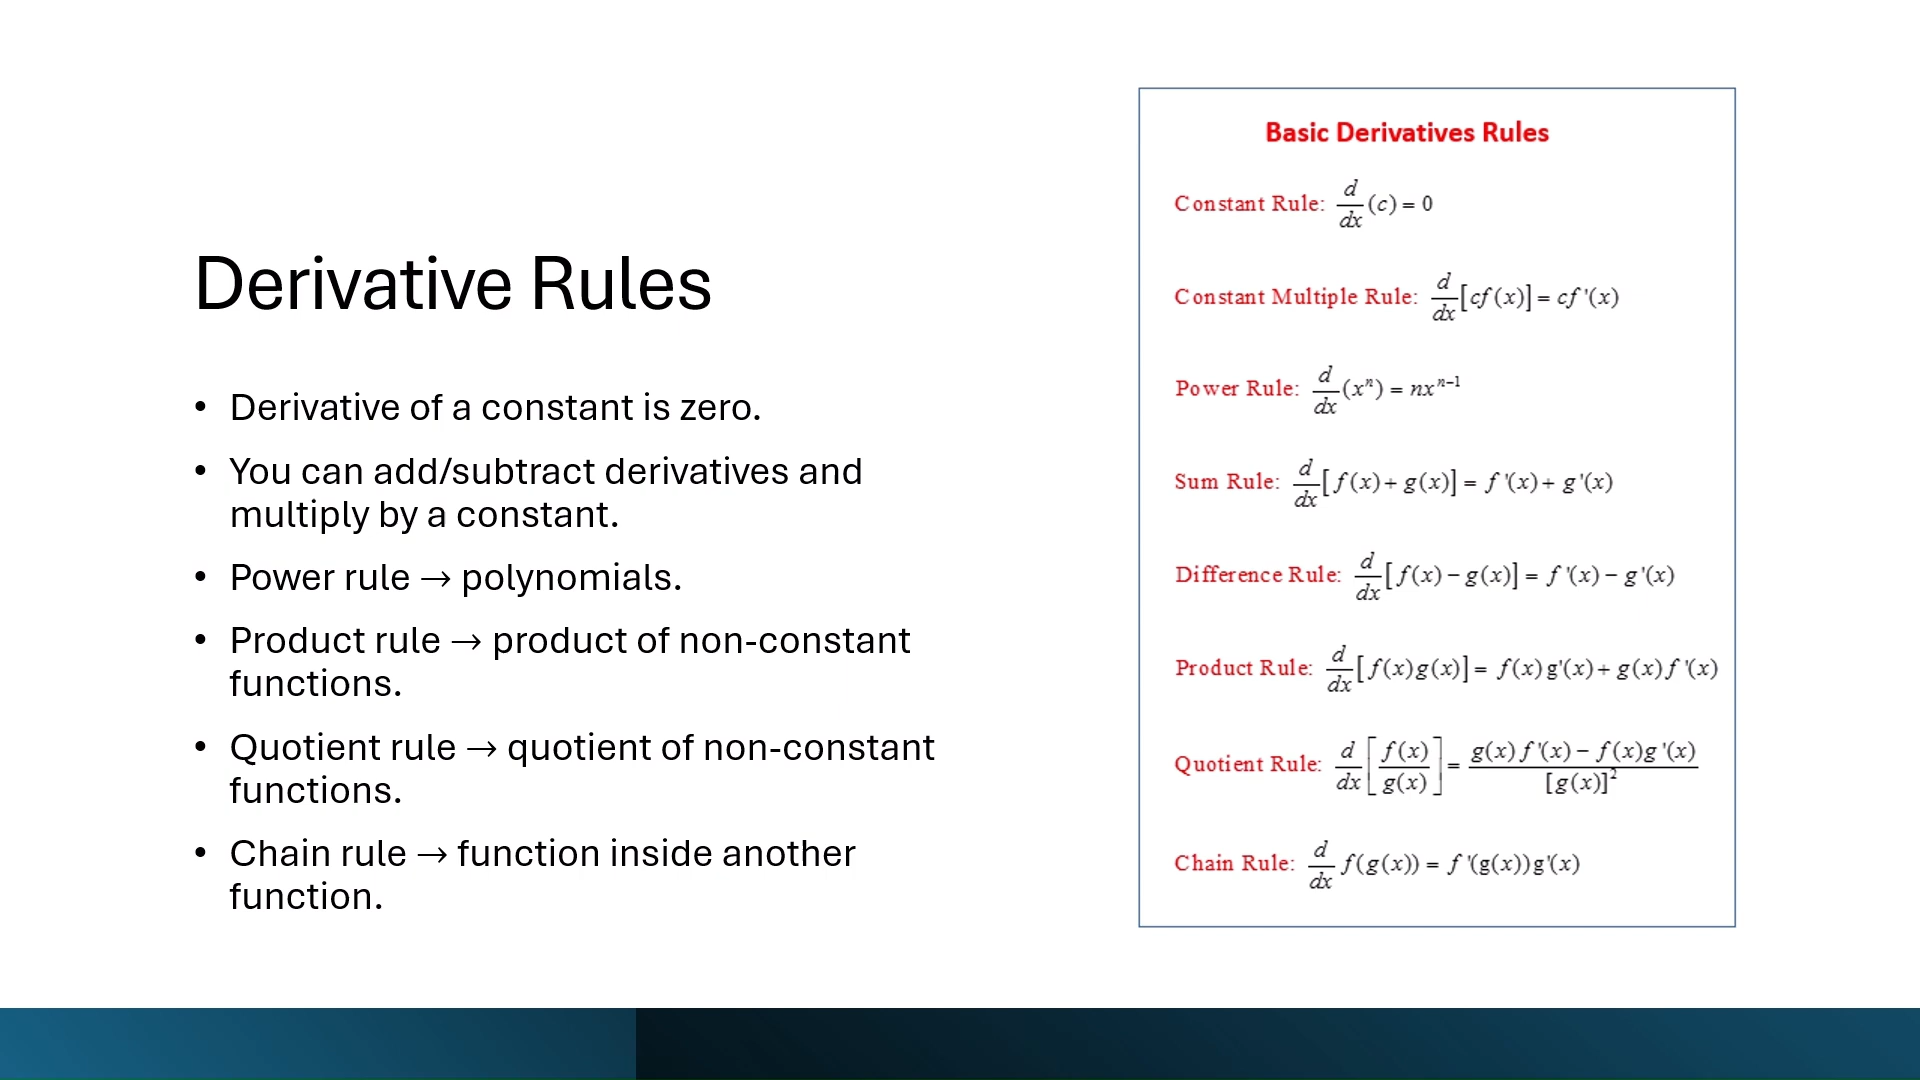 Derivative Rules
• Derivative of a constant is zero.
• You can add/subtract derivatives and
multiply by a constant.
• Power rule → polynomials.
• Product rule → product of non-constant
functions.
• Quotient rule → quotient of non-constant
functions.
• Chain rule → function inside another
function.
Basic Derivatives Rules
Constant Rule: d/dx (c) = 0
Constant Multiple Rule: d/dx [cf(x)] = cf'(x)
Power Rule: d/dx (xⁿ) = nxⁿ⁻¹
Sum Rule: d/dx [f(x) + g(x)] = f'(x) + g'(x)
Difference Rule: d/dx [f(x) − g(x)] = f'(x) − g'(x)
Product Rule: d/dx [f(x)g(x)] = f(x)g'(x) + g(x)f'(x)
Quotient Rule: d/dx [f(x)/g(x)] = (g(x)f'(x) − f(x)g'(x))/[g(x)]²
Chain Rule: d/dx f(g(x)) = f'(g(x))g'(x)